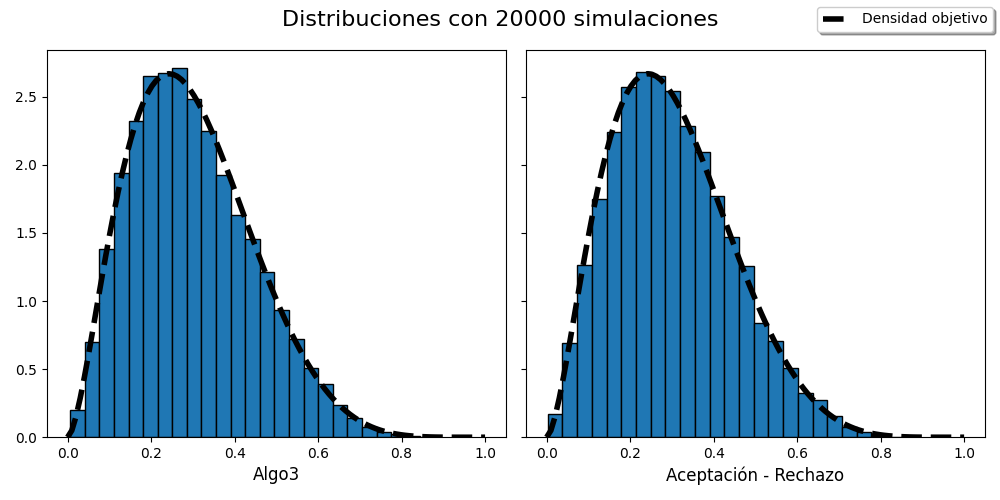 Distribuciones con 20000 simulaciones
Densidad objetivo
2.5
2.0
1.5
1.0
0.5
0.0
0.0 0.2 0.4 0.6 0.8 1.0
Algo3
0.0 0.2 0.4 0.6 0.8 1.0
Aceptación - Rechazo